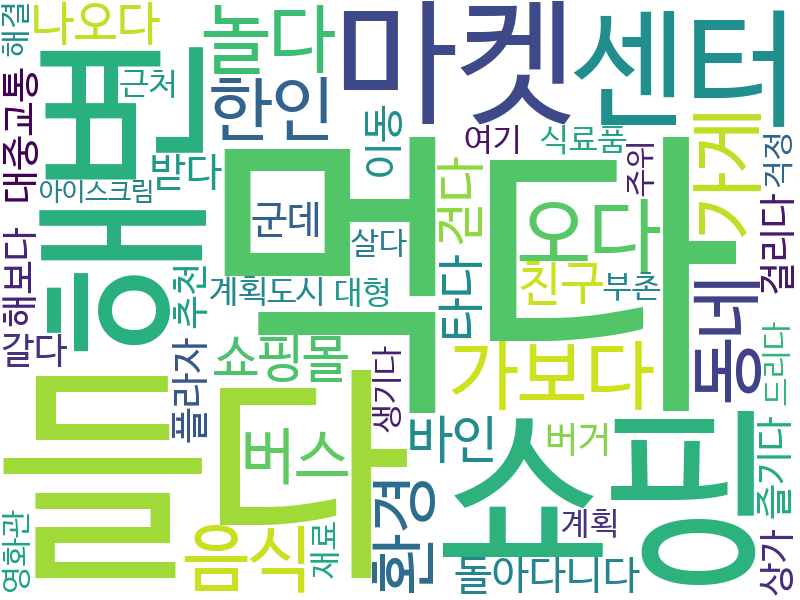 나오다
해결
놀다
마켓
센터
해변
근처
한인
대중교통
받다
아이스크림
이동
여기
식료품
주위
가게
걱정
먹다
군데
살다
걷다
오다
걸리다
해보다
추천
계획도시
대형
타다
친구
부촌
동네
갈다
플라자
쇼핑몰
생기다
가보다
드리다
들다
버스
바인
버거
쇼핑
즐기다
영화관
음식
재료
환경
돌아다니다
계획
상가